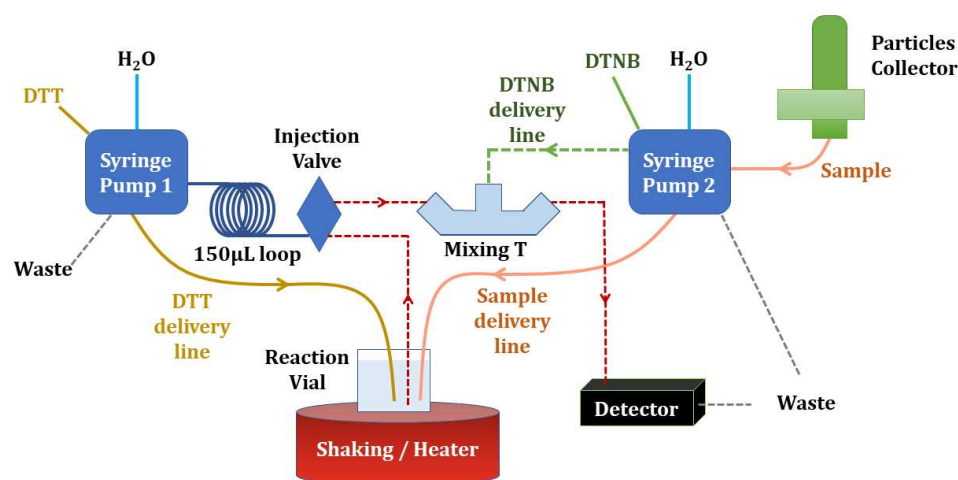 H₂O
DTT
Syringe
Pump 1
Waste
Injection
Valve
150µL loop
DTT
delivery
line
Reaction
Vial
Shaking / Heater
Mixing T
DTNB
delivery
line
DTNB
H₂O
Syringe
Pump 2
Particles
Collector
Sample
Sample
delivery
line
Detector
Waste